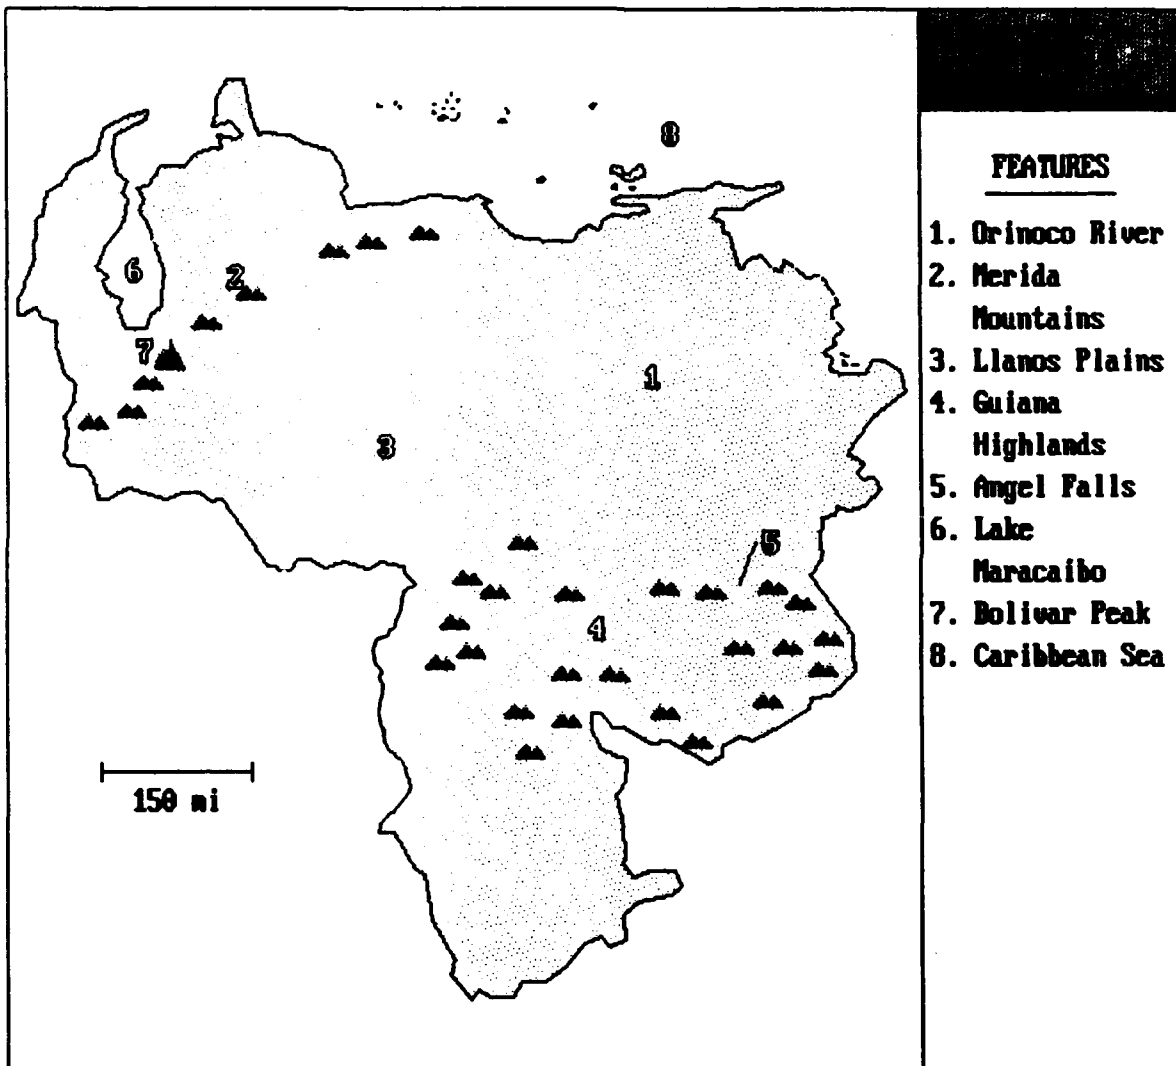 8
6
2
7
1
3
5
4
150 mi
FEATURES
1. Orinoco River
2. Merida
Mountains
3. Llanos Plains
4. Guiana
Highlands
5. Angel Falls
6. Lake
Maracaibo
7. Bolivar Peak
8. Caribbean Sea